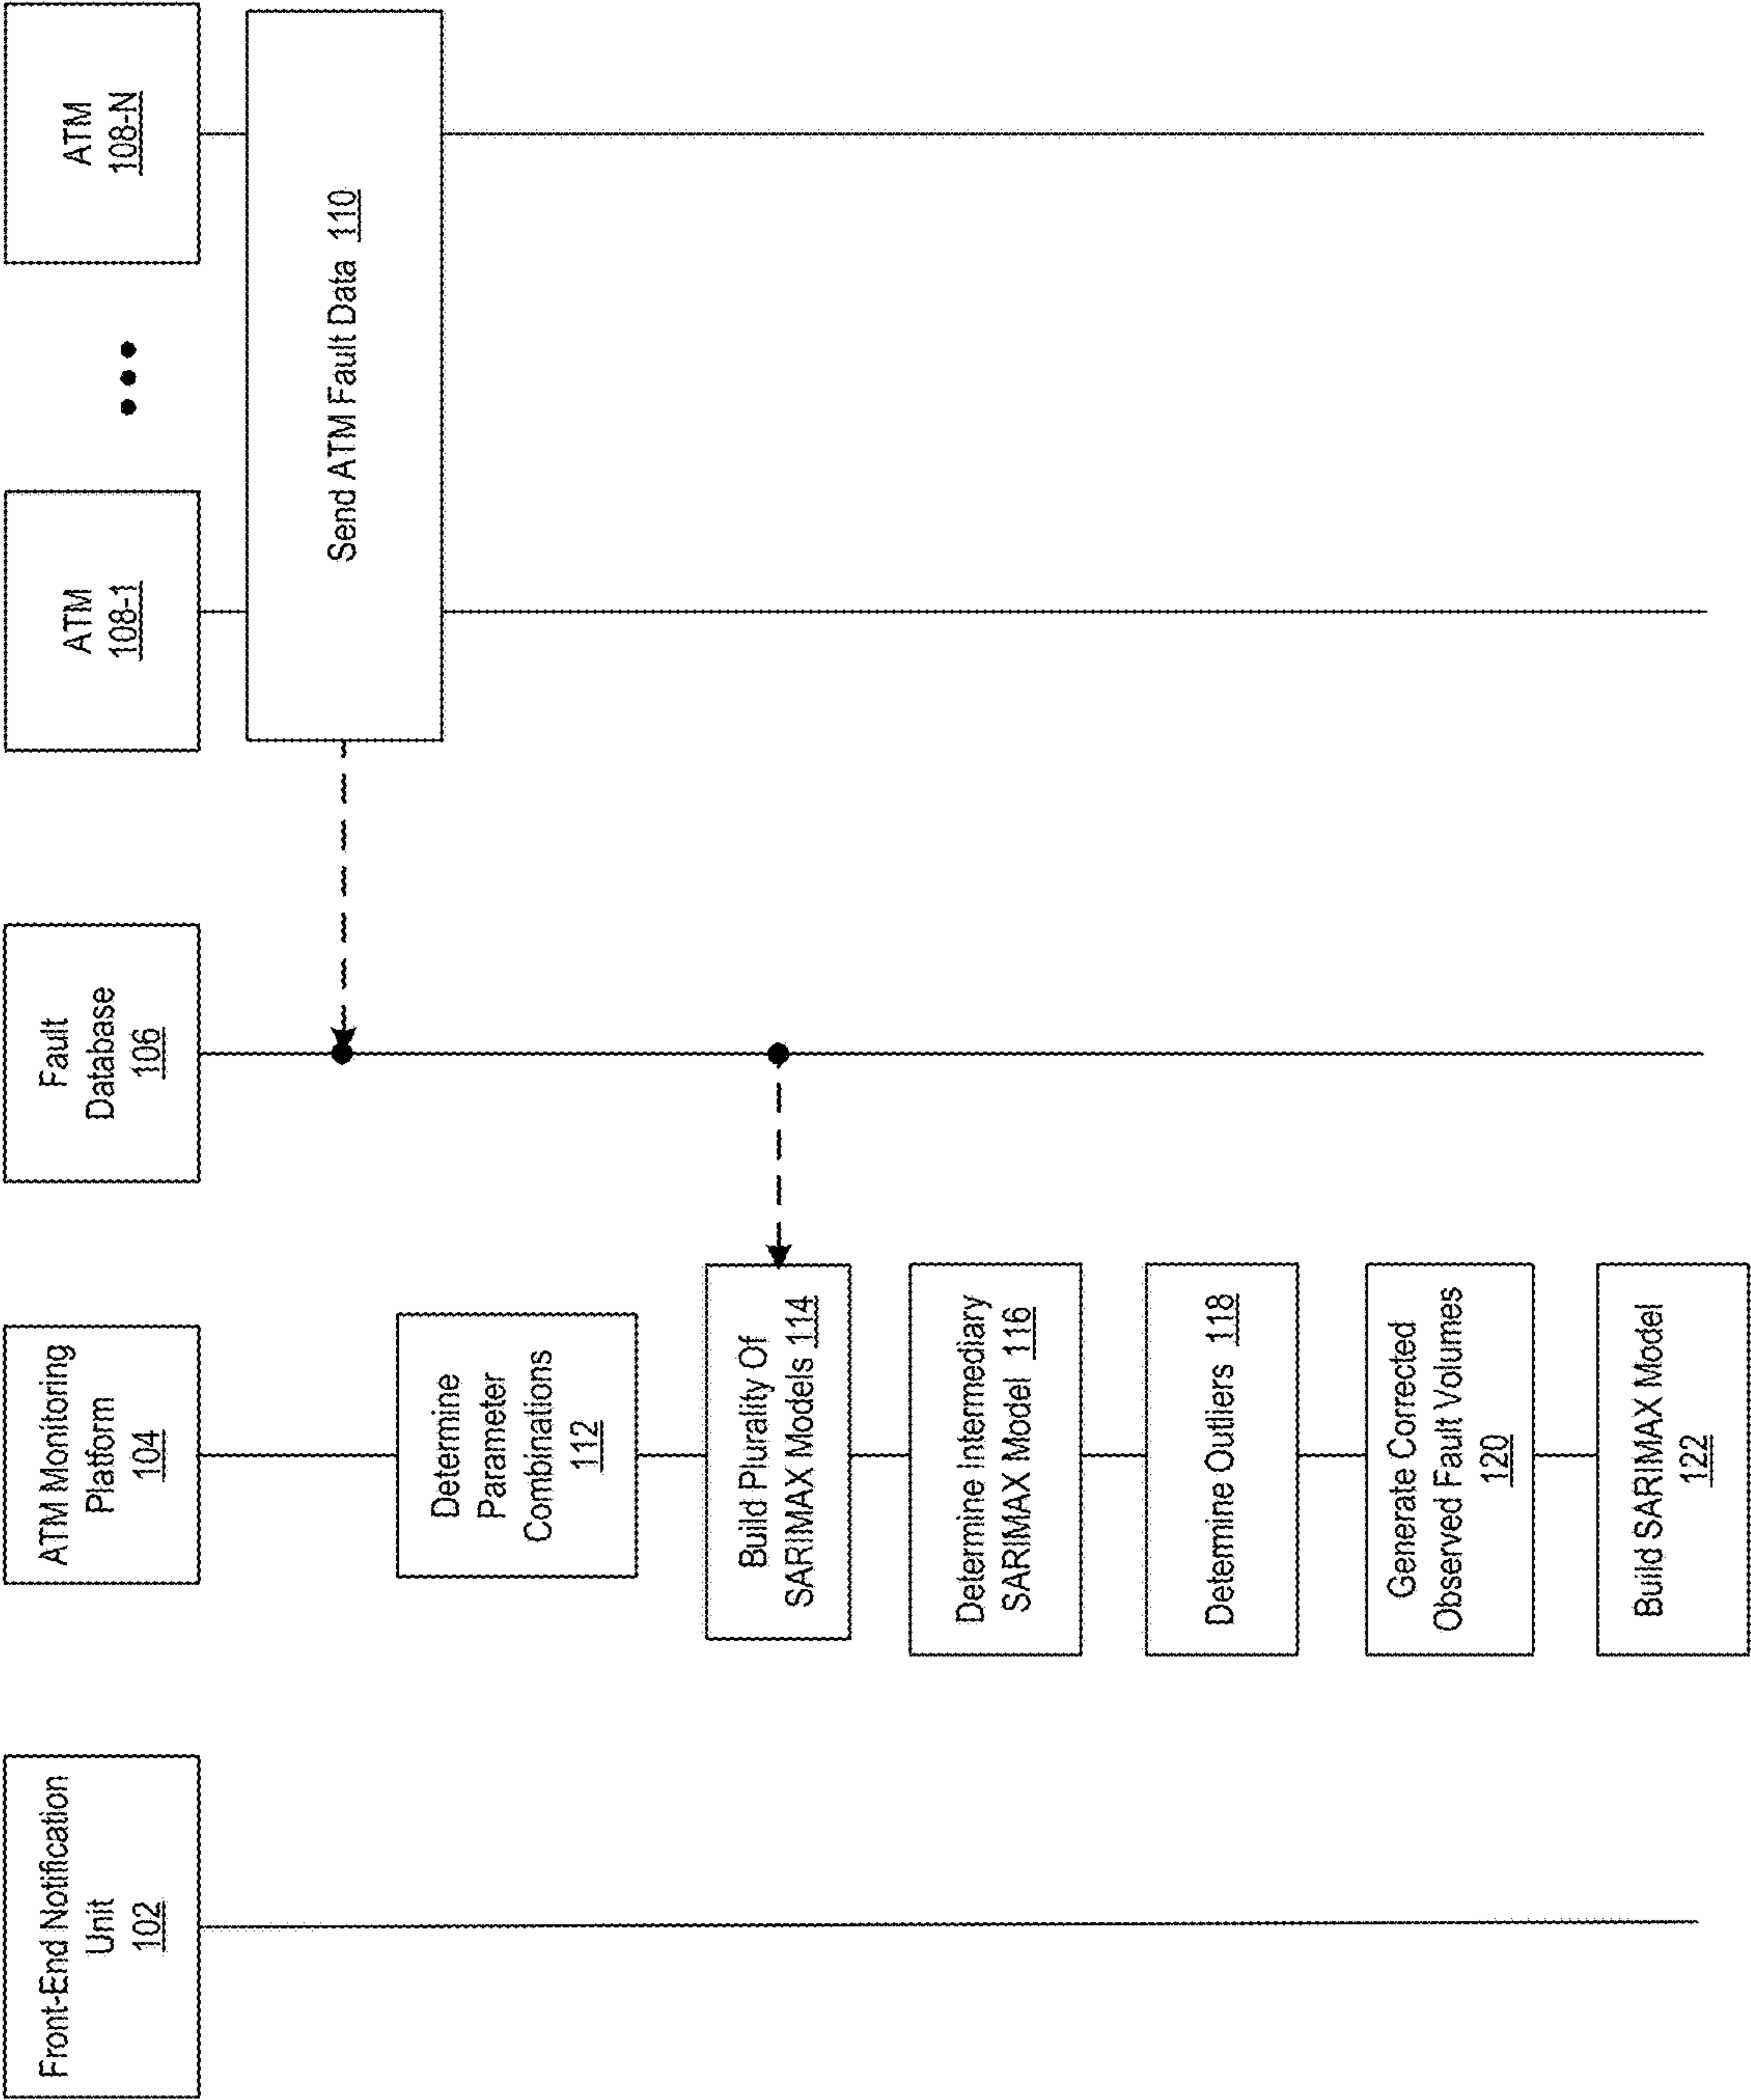 Front-End Notification
Unit
102
ATM Monitoring
Platform
104
Fault
Database
106
ATM
108-1
ATM
108-N
Send ATM Fault Data 110
Determine
Parameter
Combinations
112
Build Plurality Of
SARIMAX Models 114
Determine Intermediary
SARIMAX Model 116
Determine Outliers 118
Generate Corrected
Observed Fault Volumes
120
Build SARIMAX Model
122